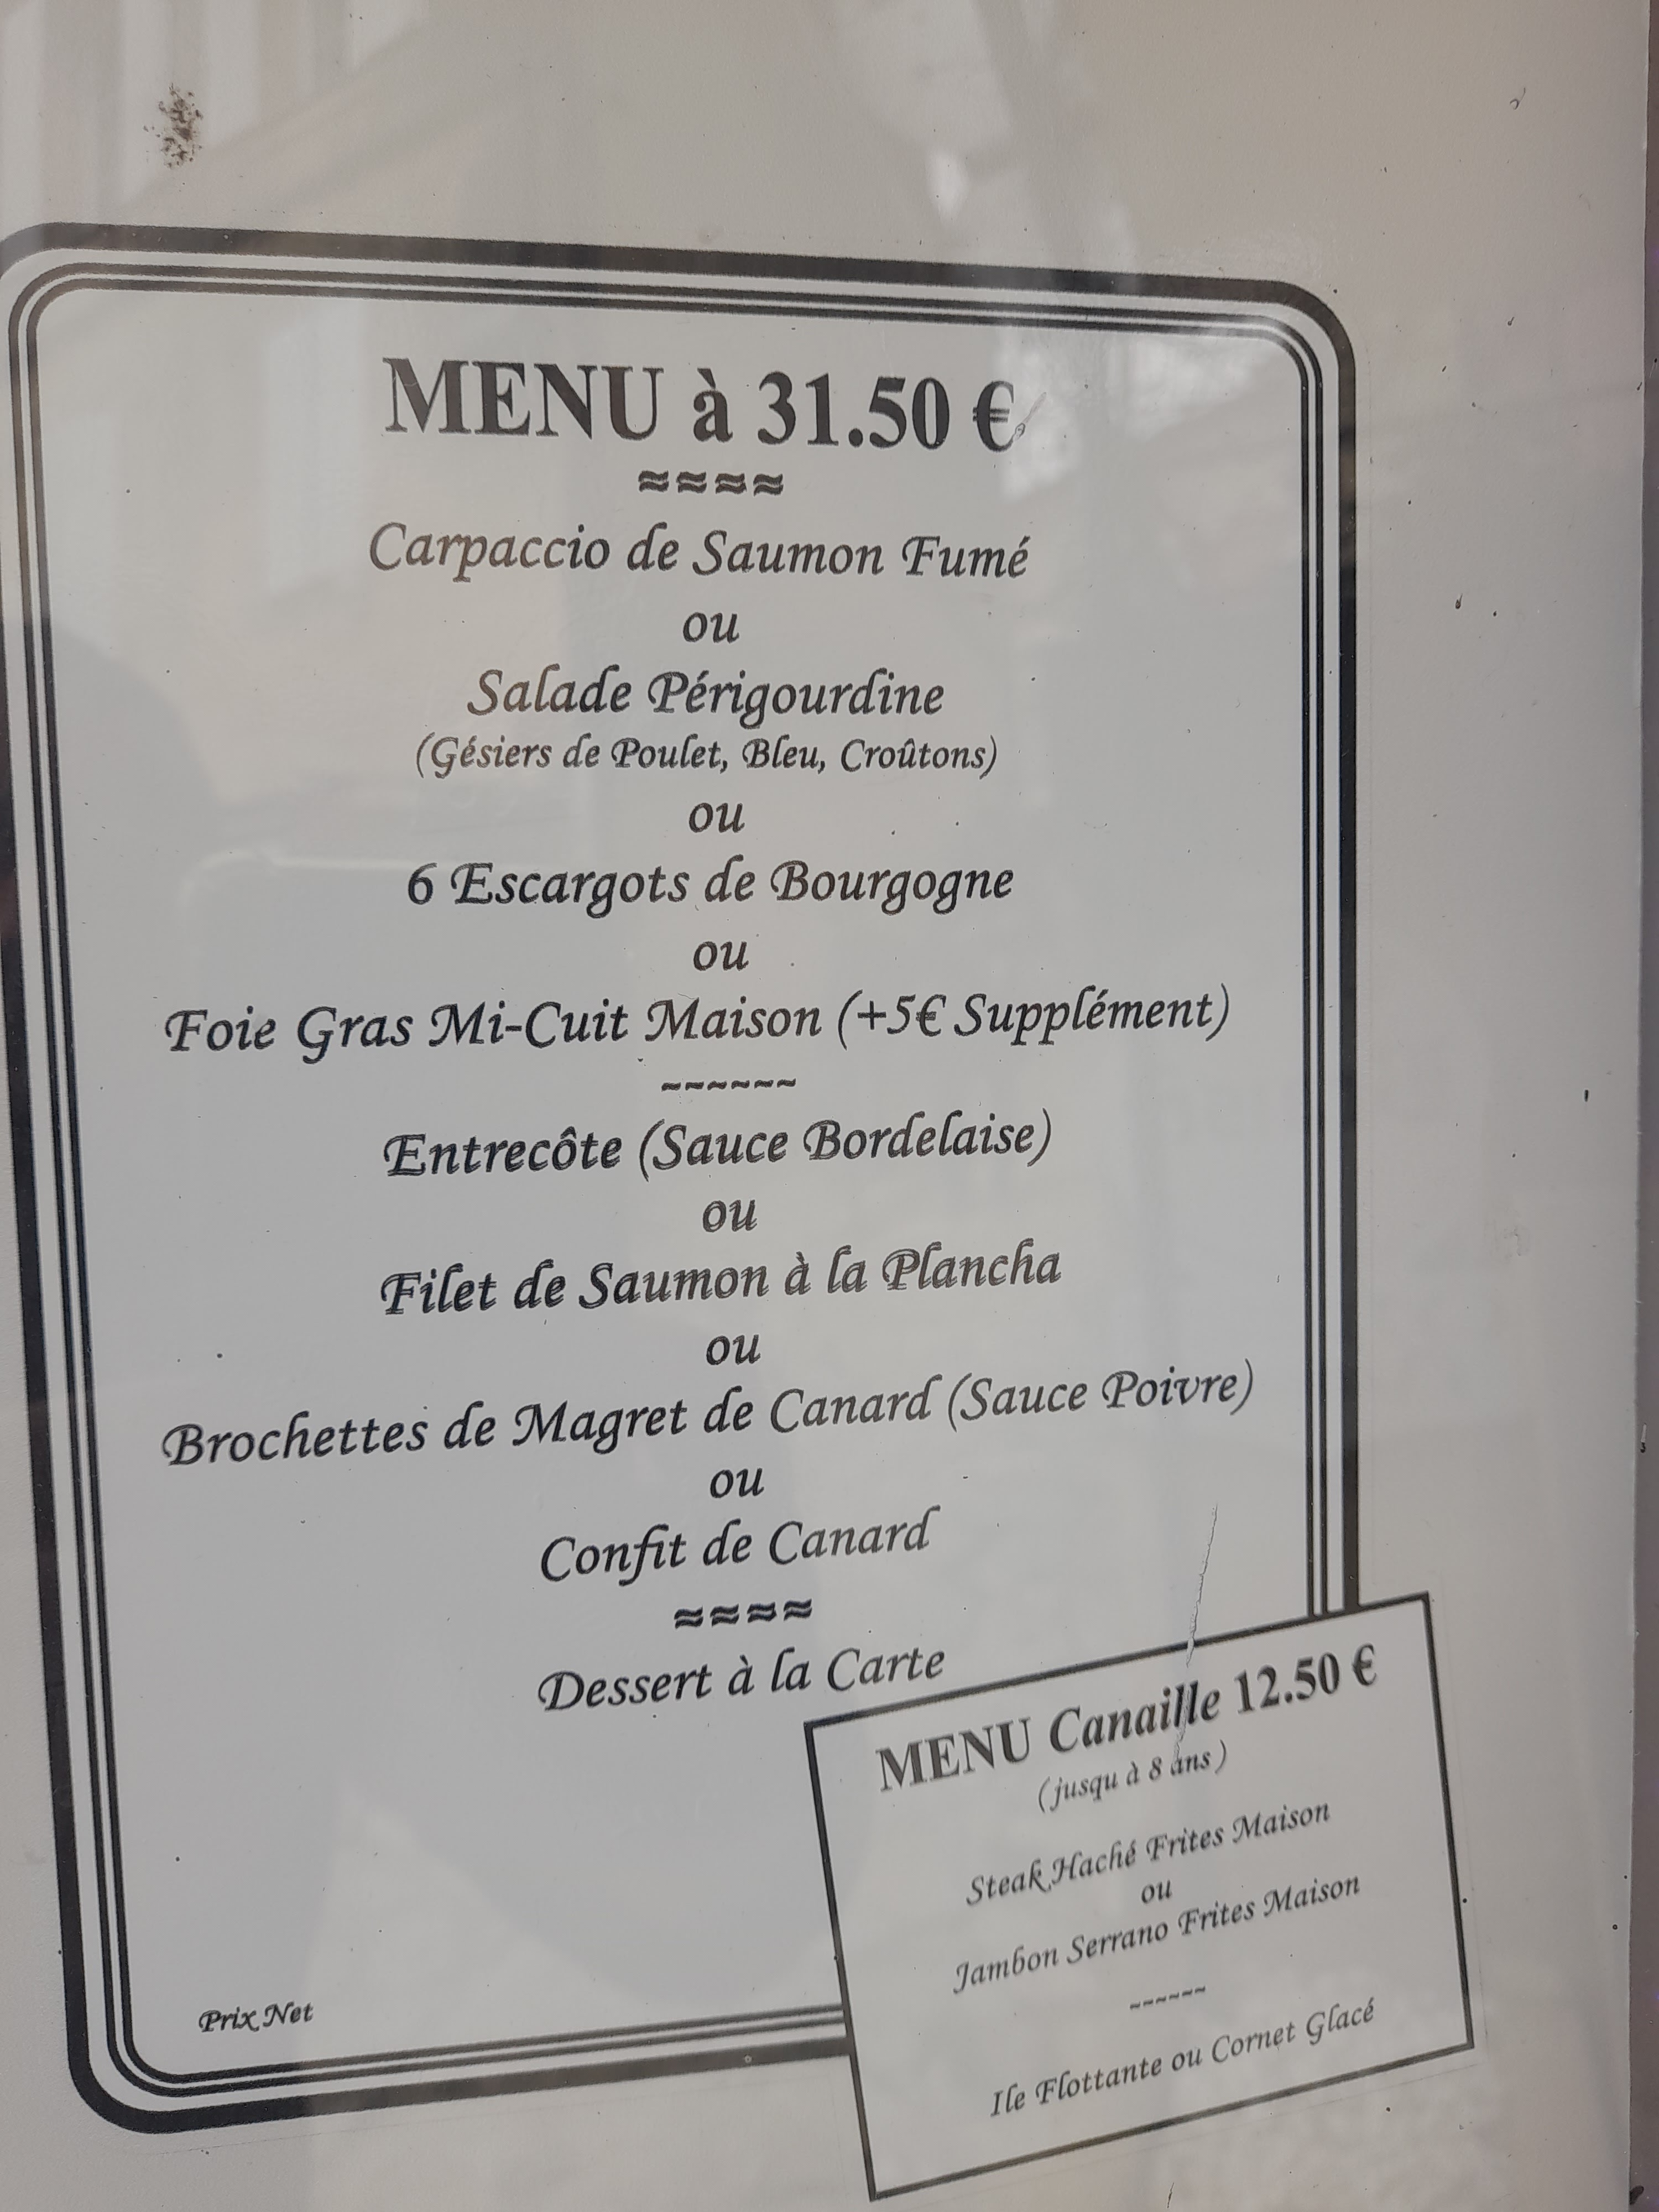 MENU à 31.50 €
≈≈≈≈
Carpaccio de Saumon Fumé
ou
Salade Périgourdine
(Gésiers de Poulet, Bleu, Croûtons)
ou
6 Escargots de Bourgogne
ou
Foie Gras Mi-Cuit Maison (+5€ Supplément)
~~~~~~
Entrecôte (Sauce Bordelaise)
ou
Filet de Saumon à la Plancha
ou
Brochettes de Magret de Canard (Sauce Poivre)
ou
Confit de Canard
≈≈≈≈
Dessert à la Carte
Prix Net
MENU Canaille 12.50 €
(jusqu à 8 ans)
Steak Haché Frites Maison
ou
Jambon Serrano Frites Maison
~~~~~~
Ile Flottante ou Cornet Glacé